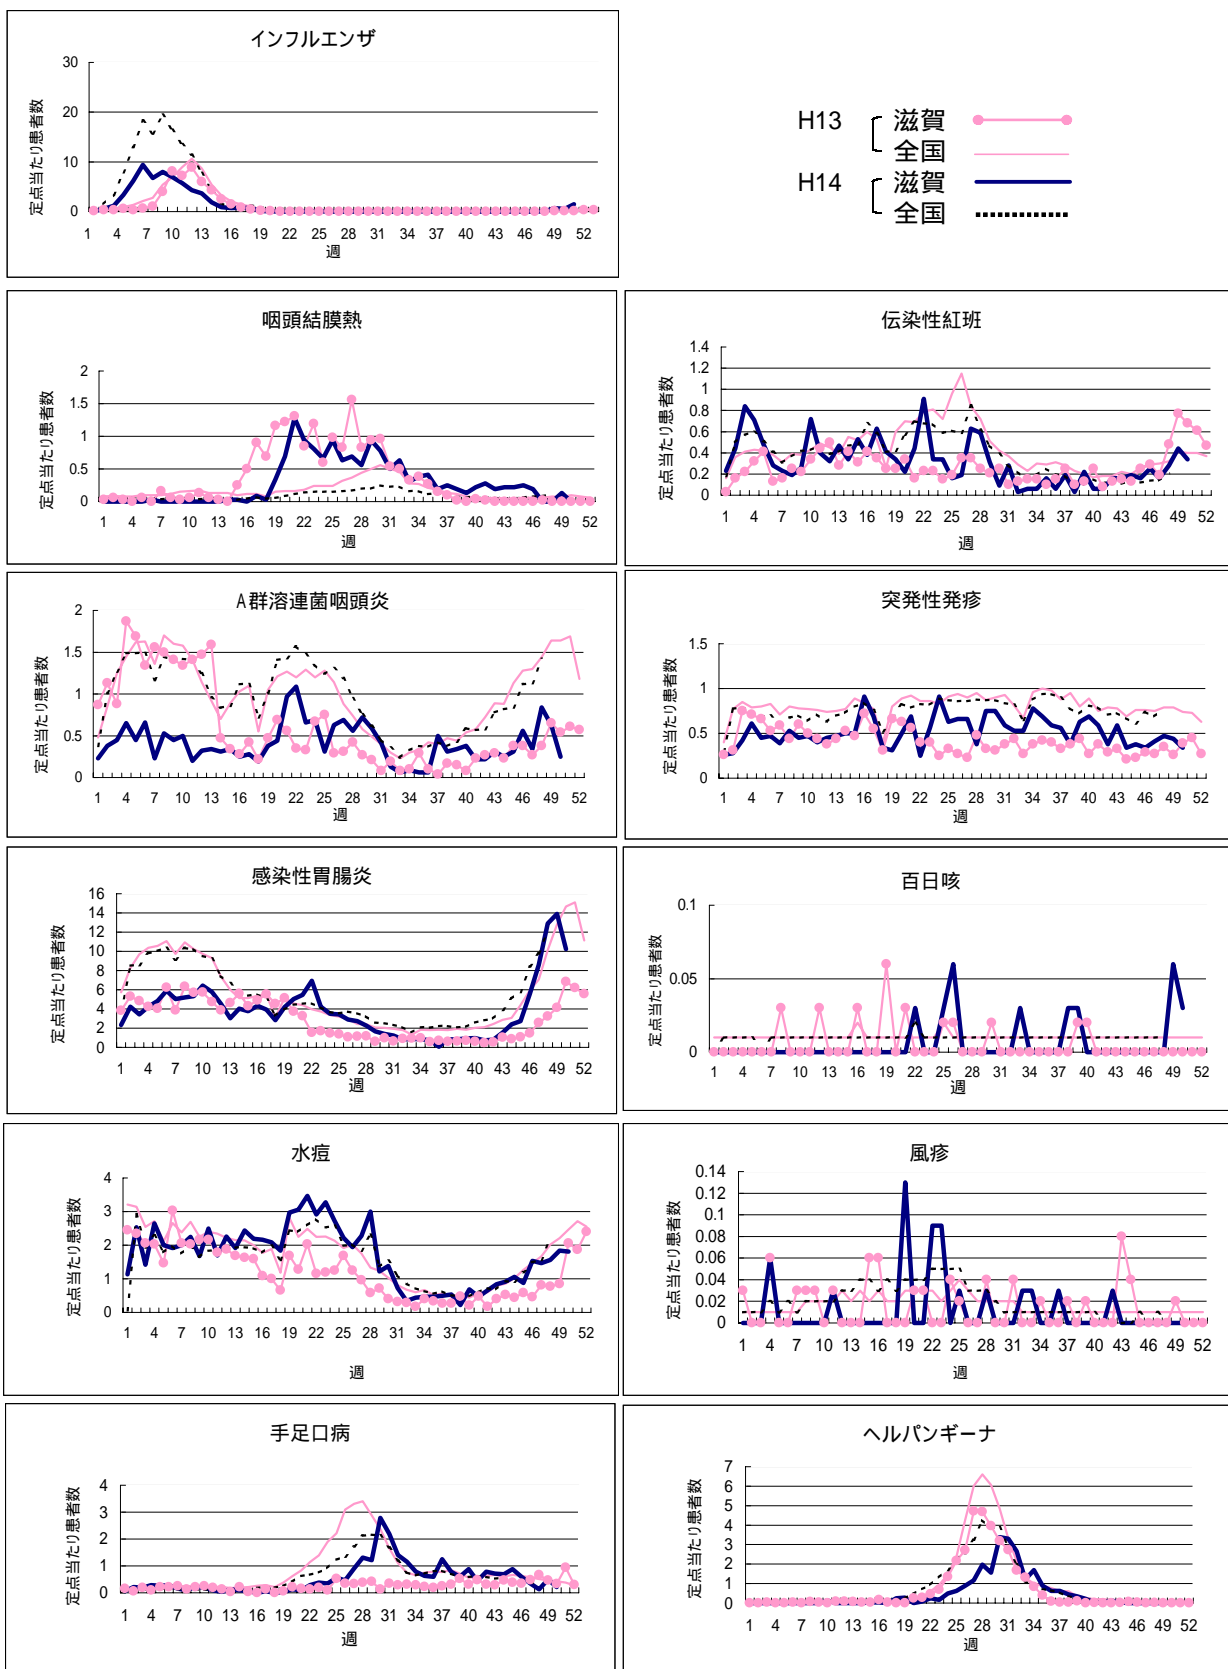 インフルエンザ
定点当たり患者数
30
20
10
0
1 4 7 10 13 16 19 22 25 28 31 34 37 40 43 46 49 52
週
H13 滋賀
全国
H14 滋賀
全国
咽頭結膜熱
定点当たり患者数
2
1.5
1
0.5
0
1 4 7 10 13 16 19 22 25 28 31 34 37 40 43 46 49 52
週
伝染性紅斑
定点当たり患者数
1.4
1.2
1
0.8
0.6
0.4
0.2
0
1 4 7 10 13 16 19 22 25 28 31 34 37 40 43 46 49 52
週
A群溶連菌咽頭炎
定点当たり患者数
2
1.5
1
0.5
0
1 4 7 10 13 16 19 22 25 28 31 34 37 40 43 46 49 52
週
突発性発疹
定点当たり患者数
1.5
1
0.5
0
1 4 7 10 13 16 19 22 25 28 31 34 37 40 43 46 49 52
週
感染性胃腸炎
定点当たり患者数
16
14
12
10
8
6
4
2
0
1 4 7 10 13 16 19 22 25 28 31 34 37 40 43 46 49 52
週
百日咳
定点当たり患者数
0.1
0.05
0
1 4 7 10 13 16 19 22 25 28 31 34 37 40 43 46 49 52
週
水痘
定点当たり患者数
4
3
2
1
0
1 4 7 10 13 16 19 22 25 28 31 34 37 40 43 46 49 52
週
風疹
定点当たり患者数
0.14
0.12
0.1
0.08
0.06
0.04
0.02
0
1 4 7 10 13 16 19 22 25 28 31 34 37 40 43 46 49 52
週
手足口病
定点当たり患者数
4
3
2
1
0
1 4 7 10 13 16 19 22 25 28 31 34 37 40 43 46 49 52
週
ヘルパンギーナ
定点当たり患者数
7
6
5
4
3
2
1
0
1 4 7 10 13 16 19 22 25 28 31 34 37 40 43 46 49 52
週